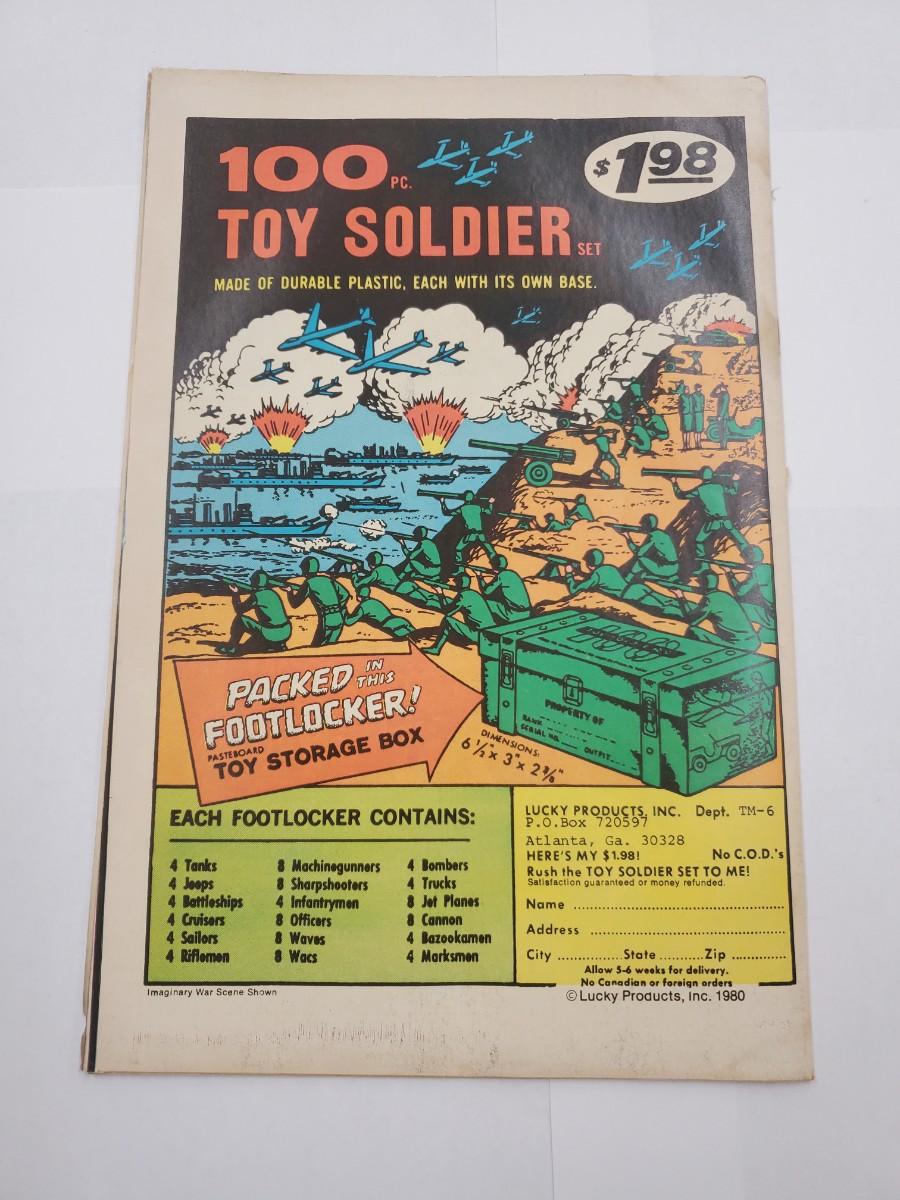 100 PC.
$1.98
TOY SOLDIER SET
MADE OF DURABLE PLASTIC, EACH WITH ITS OWN BASE.
PACKED IN THIS
FOOTLOCKER!
PASTEBOARD
TOY STORAGE BOX
PROPERTY OF
RANK
SERIAL NO. OUTFIT
DIMENSIONS:
6 1/2" x 3" x 2 3/8"
EACH FOOTLOCKER CONTAINS:
4 Tanks 8 Machinegunners 4 Bombers
4 Jeeps 8 Sharpshooters 4 Trucks
4 Battleships 4 Infantrymen 8 Jet Planes
4 Cruisers 8 Officers 8 Cannon
4 Sailors 8 Waves 4 Bazookamen
4 Riflemen 8 Wacs 4 Marksmen
LUCKY PRODUCTS, INC. Dept. TM-6
P.O.Box 720597
Atlanta, Ga. 30328
HERE'S MY $1.98! No C.O.D.'s
Rush the TOY SOLDIER SET TO ME!
Satisfaction guaranteed or money refunded.
Name
Address
City State Zip
Allow 5-6 weeks for delivery.
No Canadian or foreign orders
Imaginary War Scene Shown
©Lucky Products, Inc. 1980